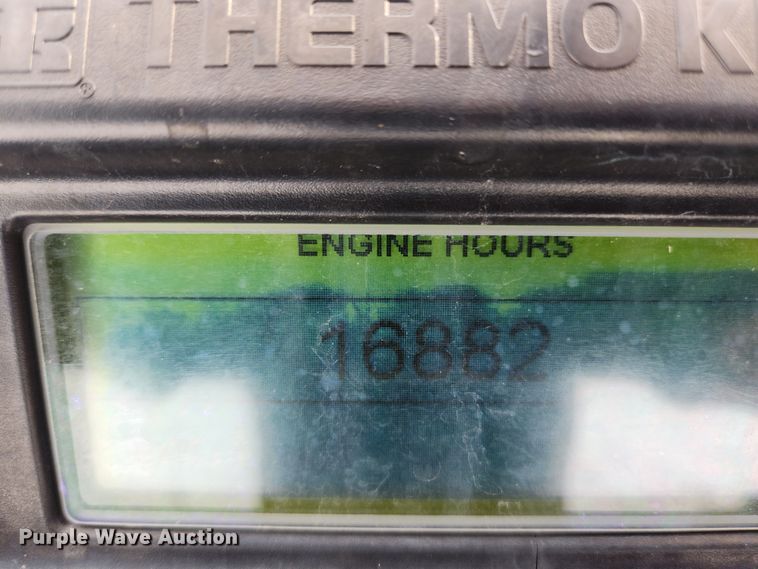 THERMO K
®
ENGINE HOURS
16882
Purple Wave Auction